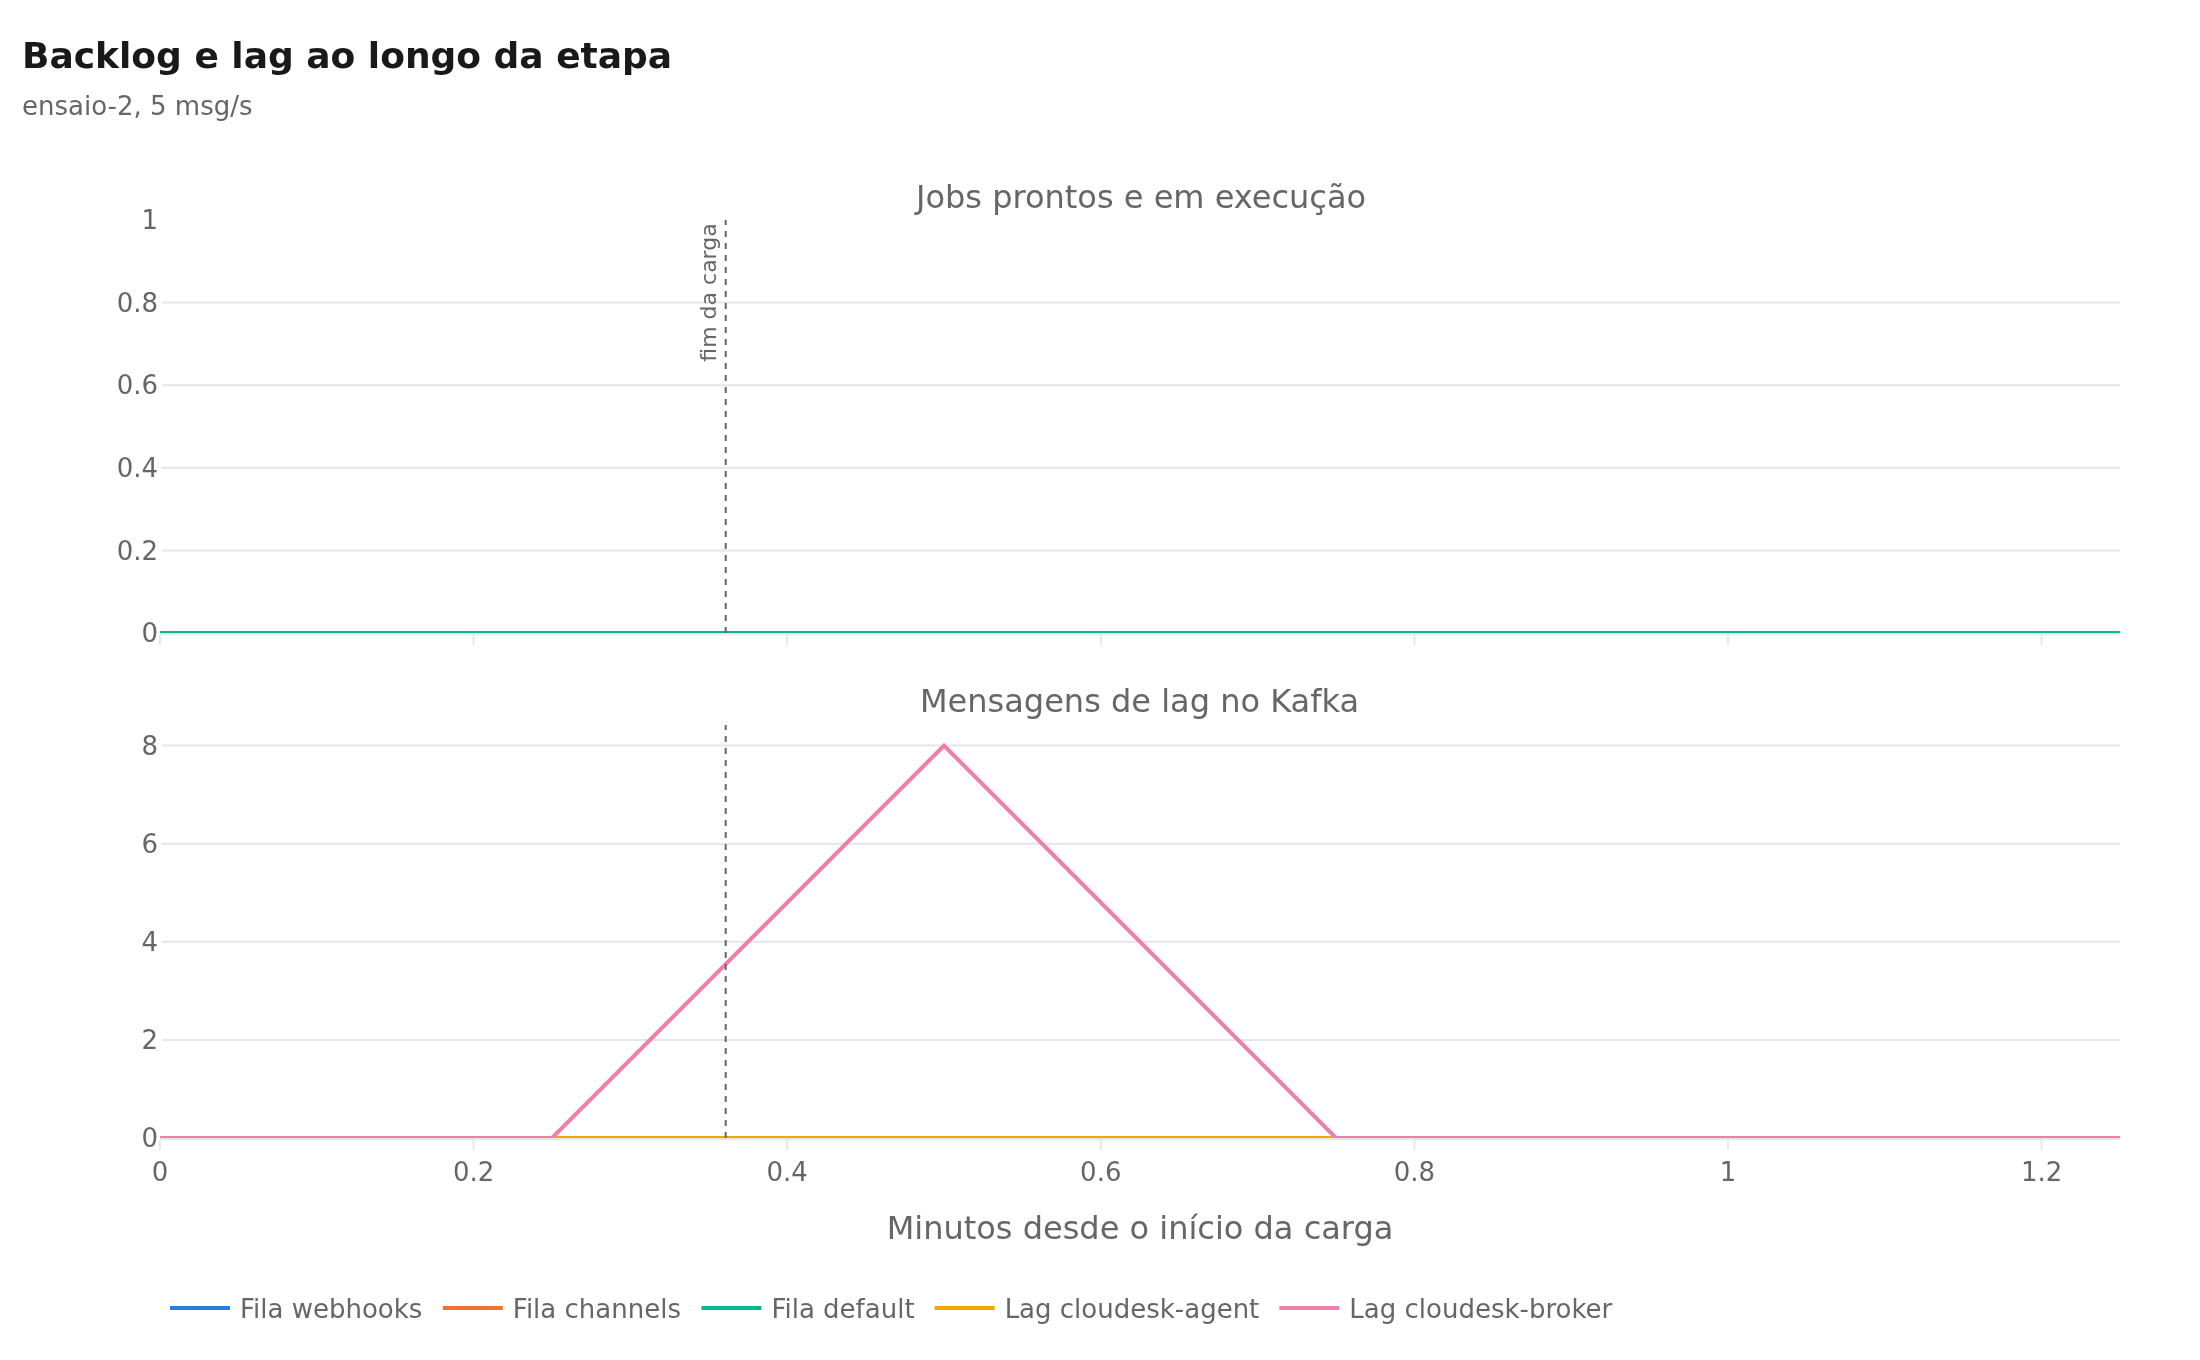 Backlog e lag ao longo da etapa
ensaio-2, 5 msg/s
Jobs prontos e em execução
1
0.8
0.6
0.4
0.2
0
fim da carga
Mensagens de lag no Kafka
8
6
4
2
0
0 0.2 0.4 0.6 0.8 1 1.2
Minutos desde o início da carga
Fila webhooks Fila channels Fila default Lag cloudesk-agent Lag cloudesk-broker